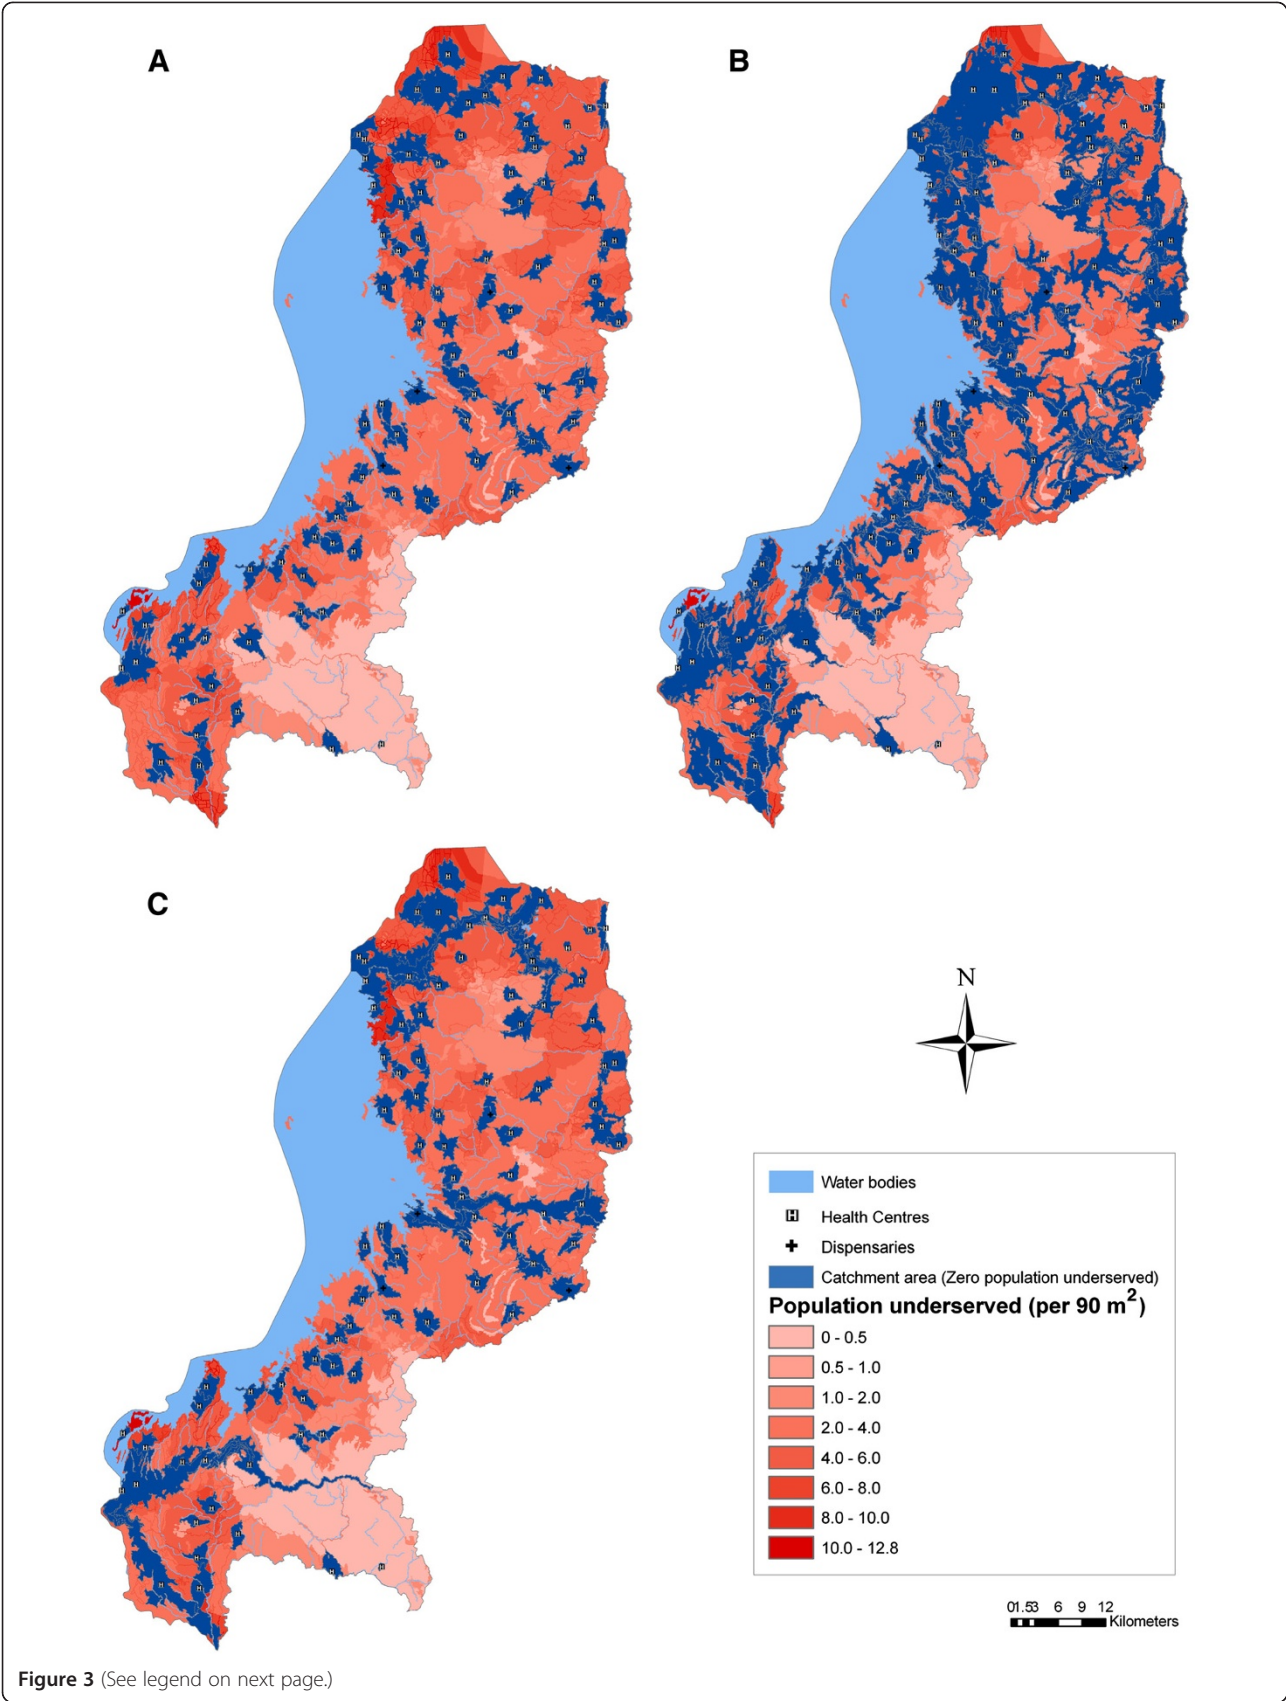 A
B
C
N
Water bodies
H Health Centres
Dispensaries
Catchment area (Zero population underserved)
Population underserved (per 90 m²)
0 - 0.5
0.5 - 1.0
1.0 - 2.0
2.0 - 4.0
4.0 - 6.0
6.0 - 8.0
8.0 - 10.0
10.0 - 12.8
01.53 6 9 12
Kilometers
Figure 3 (See legend on next page.)